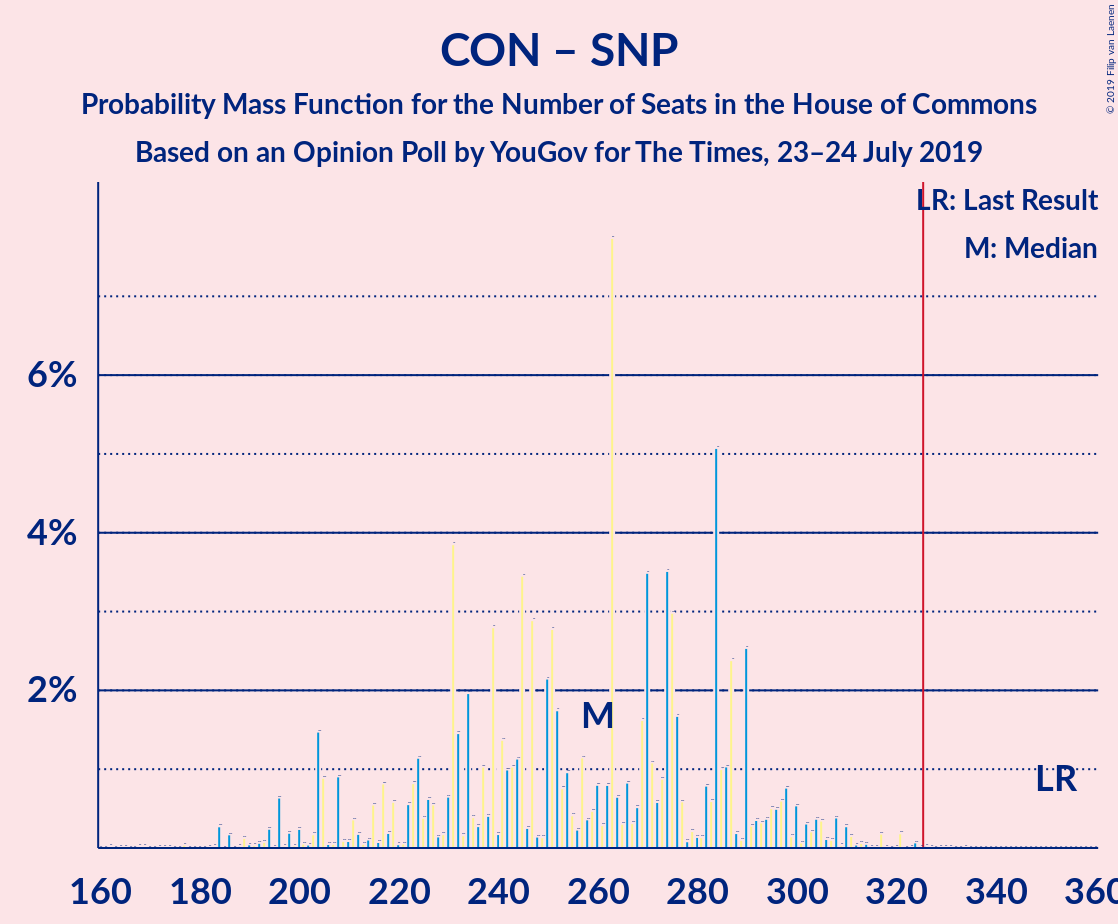 CON – SNP
Probability Mass Function for the Number of Seats in the House of Commons
Based on an Opinion Poll by YouGov for The Times, 23–24 July 2019
© 2019 Filip van Laenen
LR: Last Result
M: Median
6%
4%
2%
M
LR
160 180 200 220 240 260 280 300 320 340 360